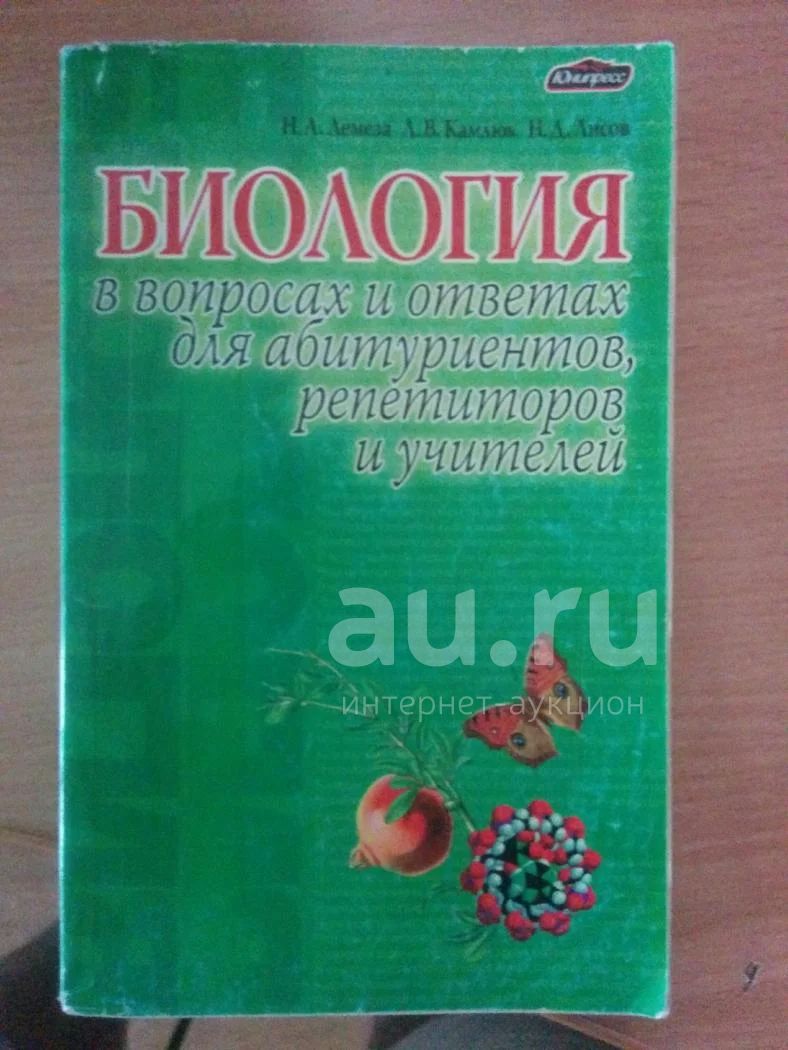 Юнипресс
Н. А. Лемеза Л. В. Камлюк Н. Д. Лисов
БИОЛОГИЯ
в вопросах и ответах
для абитуриентов,
репетиторов
и учителей
au.ru
интернет-аукцион